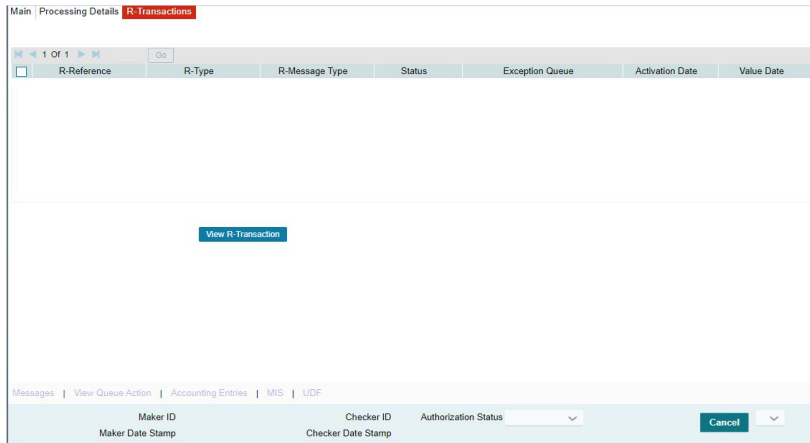 Main Processing Details R-Transactions
1 Of 1 Go
R-Reference R-Type R-Message Type Status Exception Queue Activation Date Value Date
View R-Transaction
Messages | View Queue Action | Accounting Entries | MIS | UDF
Maker ID Checker ID Authorization Status Cancel
Maker Date Stamp Checker Date Stamp